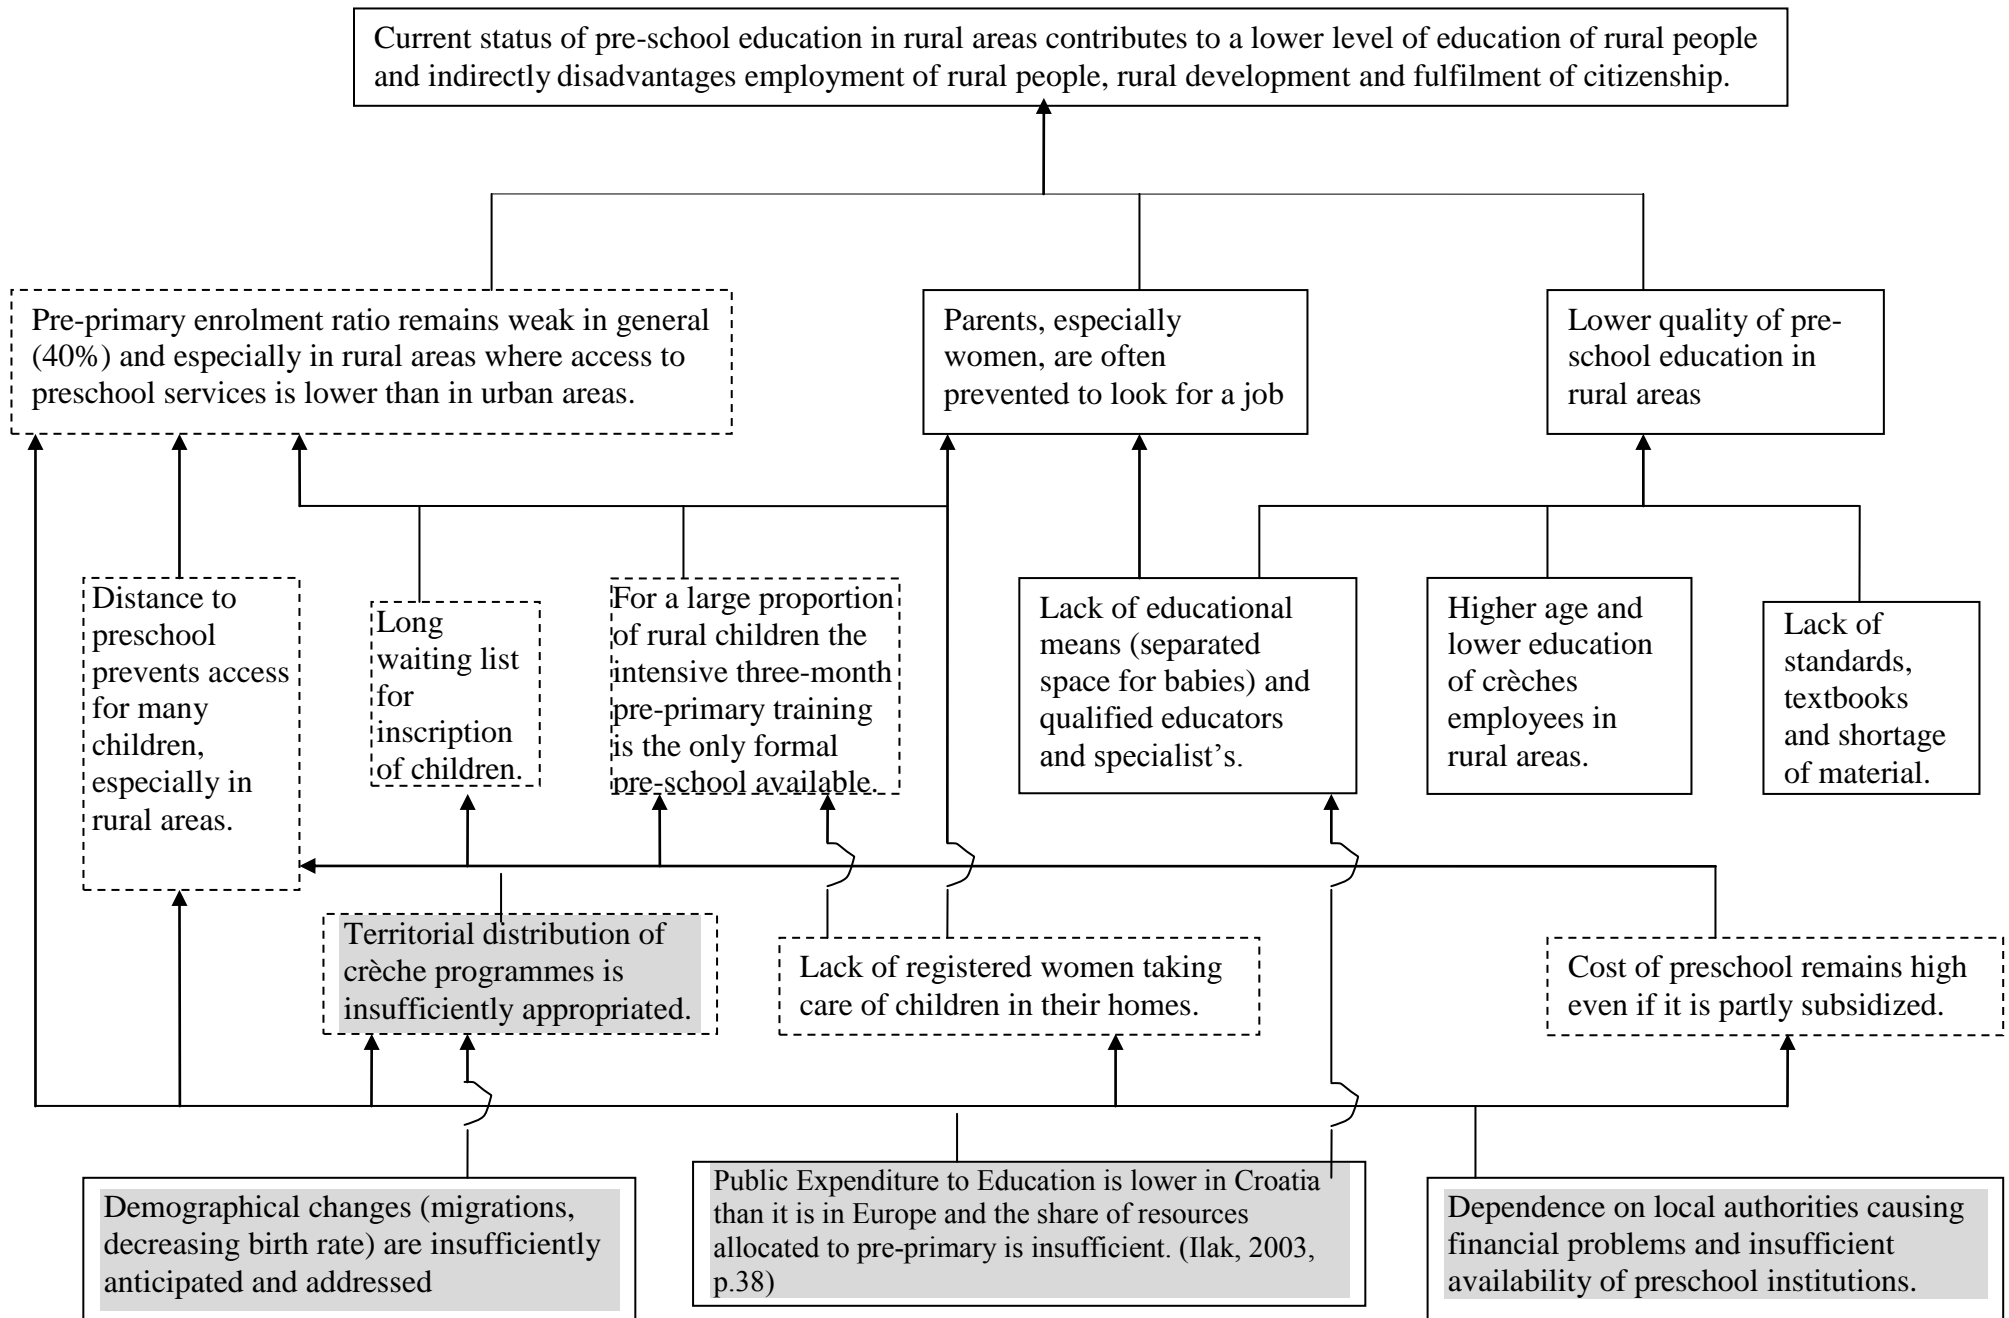 Current status of pre-school education in rural areas contributes to a lower level of education of rural people
and indirectly disadvantages employment of rural people, rural development and fulfilment of citizenship.
Pre-primary enrolment ratio remains weak in general
(40%) and especially in rural areas where access to
preschool services is lower than in urban areas.
Parents, especially
women, are often
prevented to look for a job
Lower quality of pre-
school education in
rural areas
Distance to
preschool
prevents access
for many
children,
especially in
rural areas.
Long
waiting list
for
inscription
of children.
For a large proportion
of rural children the
intensive three-month
pre-primary training
is the only formal
pre-school available.
Lack of educational
means (separated
space for babies) and
qualified educators
and specialist's.
Higher age and
lower education
of crèches
employees in
rural areas.
Lack of
standards,
textbooks
and shortage
of material.
Territorial distribution of
crèche programmes is
insufficiently appropriated.
Lack of registered women taking
care of children in their homes.
Cost of preschool remains high
even if it is partly subsidized.
Demographical changes (migrations,
decreasing birth rate) are insufficiently
anticipated and addressed
Public Expenditure to Education is lower in Croatia
than it is in Europe and the share of resources
allocated to pre-primary is insufficient. (Ilak, 2003,
p.38)
Dependence on local authorities causing
financial problems and insufficient
availability of preschool institutions.